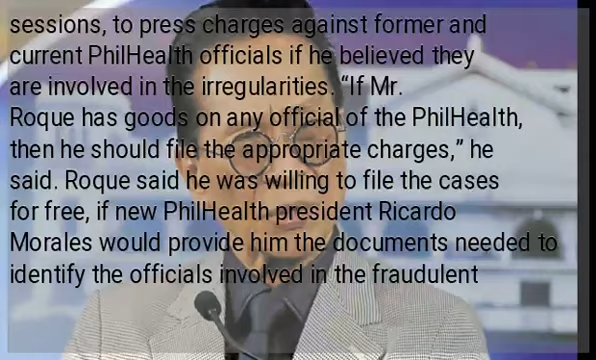 sessions, to press charges against former and
current PhilHealth officials if he believed they
are involved in the irregularities. “If Mr.
Roque has goods on any official of the PhilHealth,
then he should file the appropriate charges,” he
said. Roque said he was willing to file the cases
for free, if new PhilHealth president Ricardo
Morales would provide him the documents needed to
identify the officials involved in the fraudulent